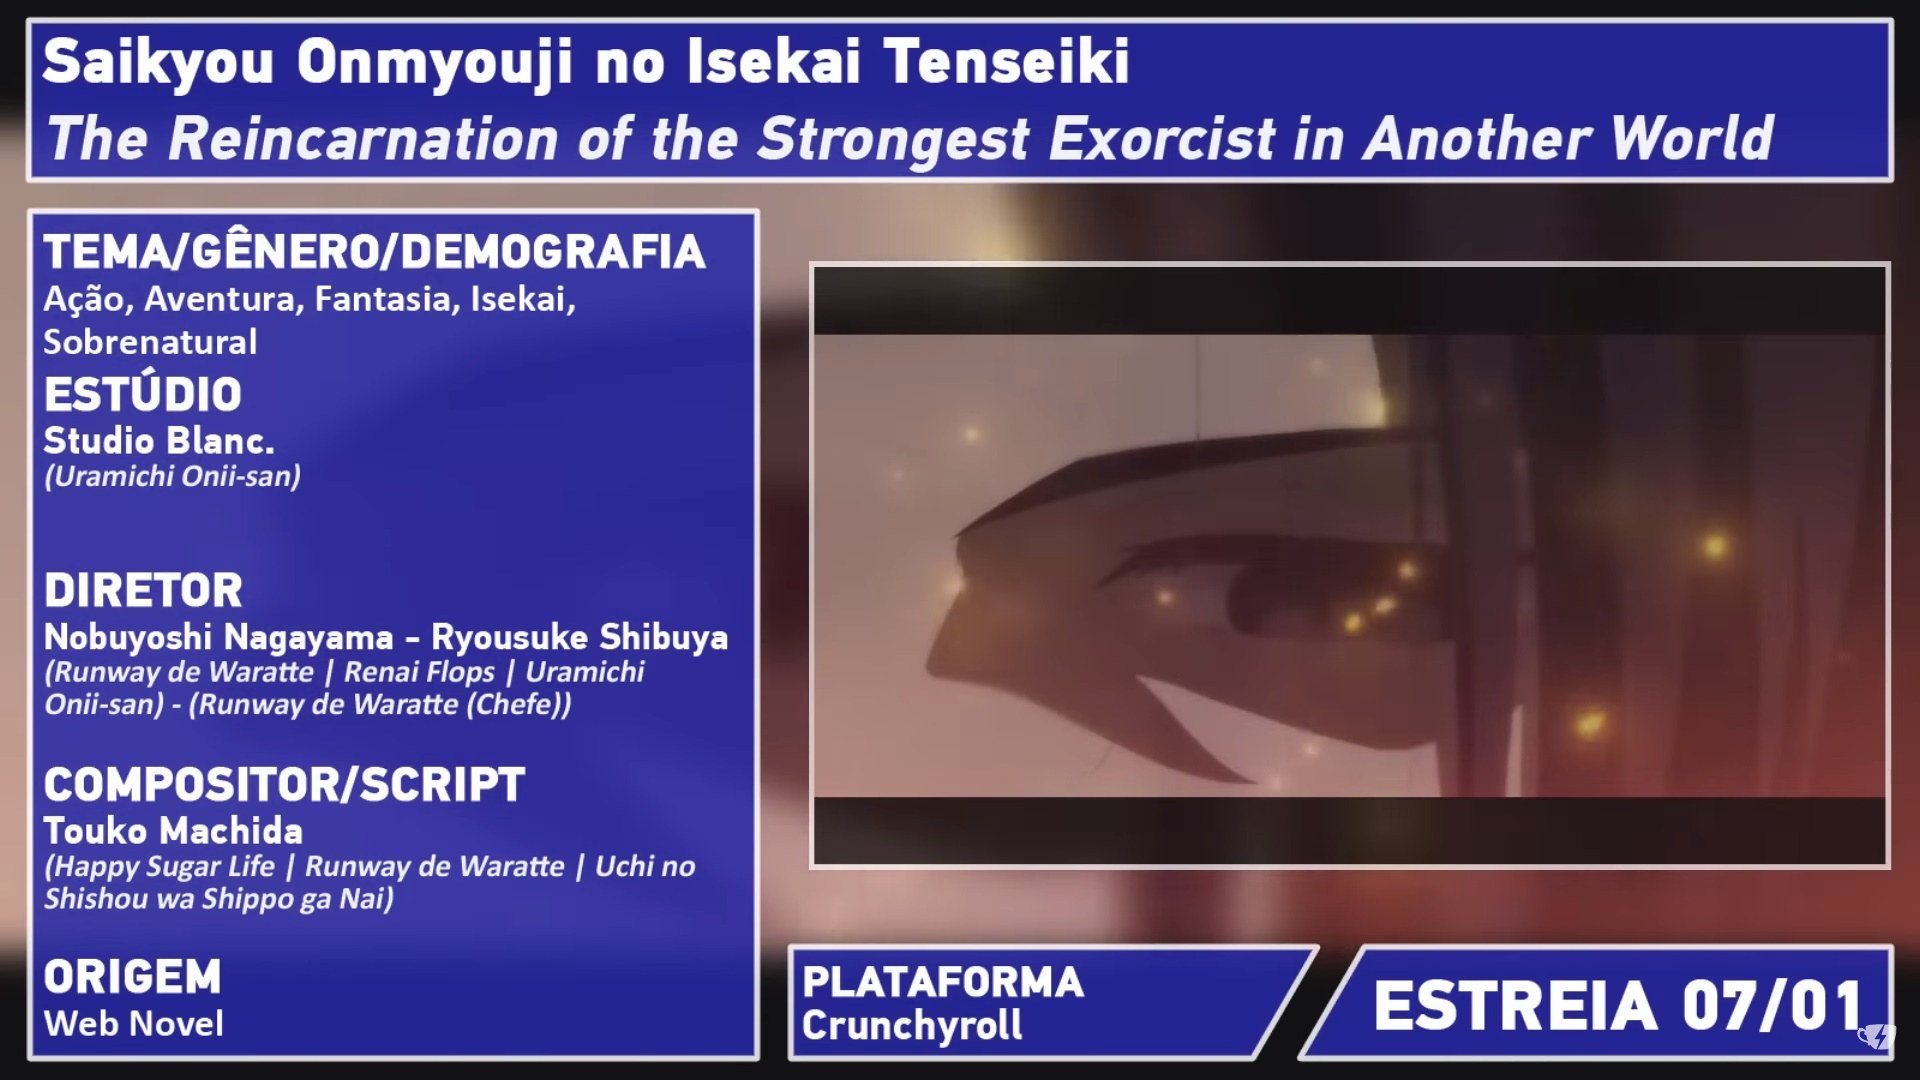 Saikyou Onmyouji no Isekai Tenseiki
The Reincarnation of the Strongest Exorcist in Another World
TEMA/GÊNERO/DEMOGRAFIA
Ação, Aventura, Fantasia, Isekai,
Sobrenatural
ESTÚDIO
Studio Blanc.
(Uramichi Onii-san)
DIRETOR
Nobuyoshi Nagayama - Ryousuke Shibuya
(Runway de Waratte | Renai Flops | Uramichi
Onii-san) - (Runway de Waratte (Chefe))
COMPOSITOR/SCRIPT
Touko Machida
(Happy Sugar Life | Runway de Waratte | Uchi no
Shishou wa Shippo ga Nai)
ORIGEM
Web Novel
PLATAFORMA
Crunchyroll
ESTREIA 07/01